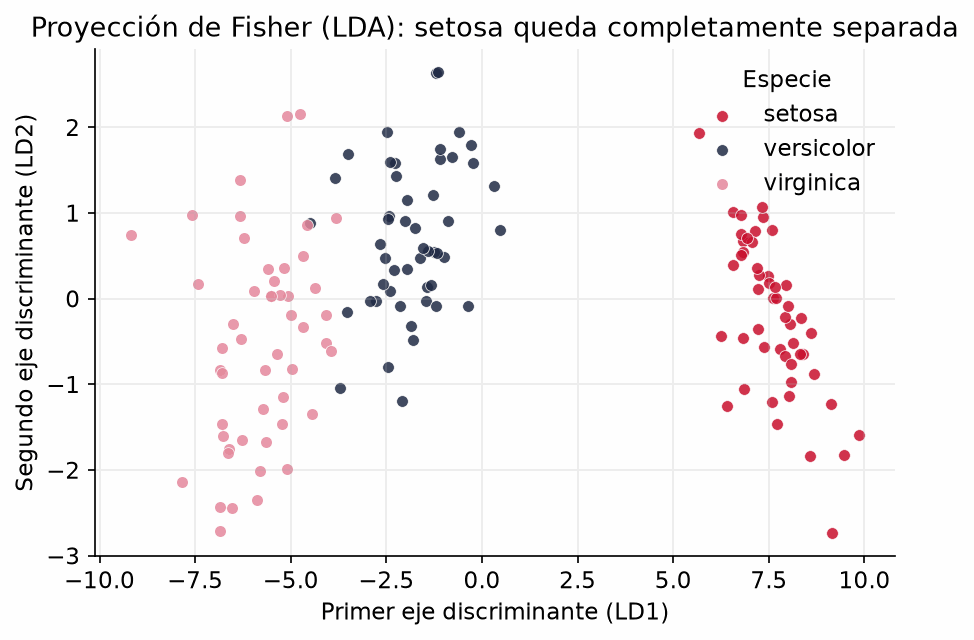 Proyección de Fisher (LDA): setosa queda completamente separada
Especie
setosa
versicolor
virginica
Segundo eje discriminante (LD2)
2
1
0
−1
−2
−3
−10.0 −7.5 −5.0 −2.5 0.0 2.5 5.0 7.5 10.0
Primer eje discriminante (LD1)